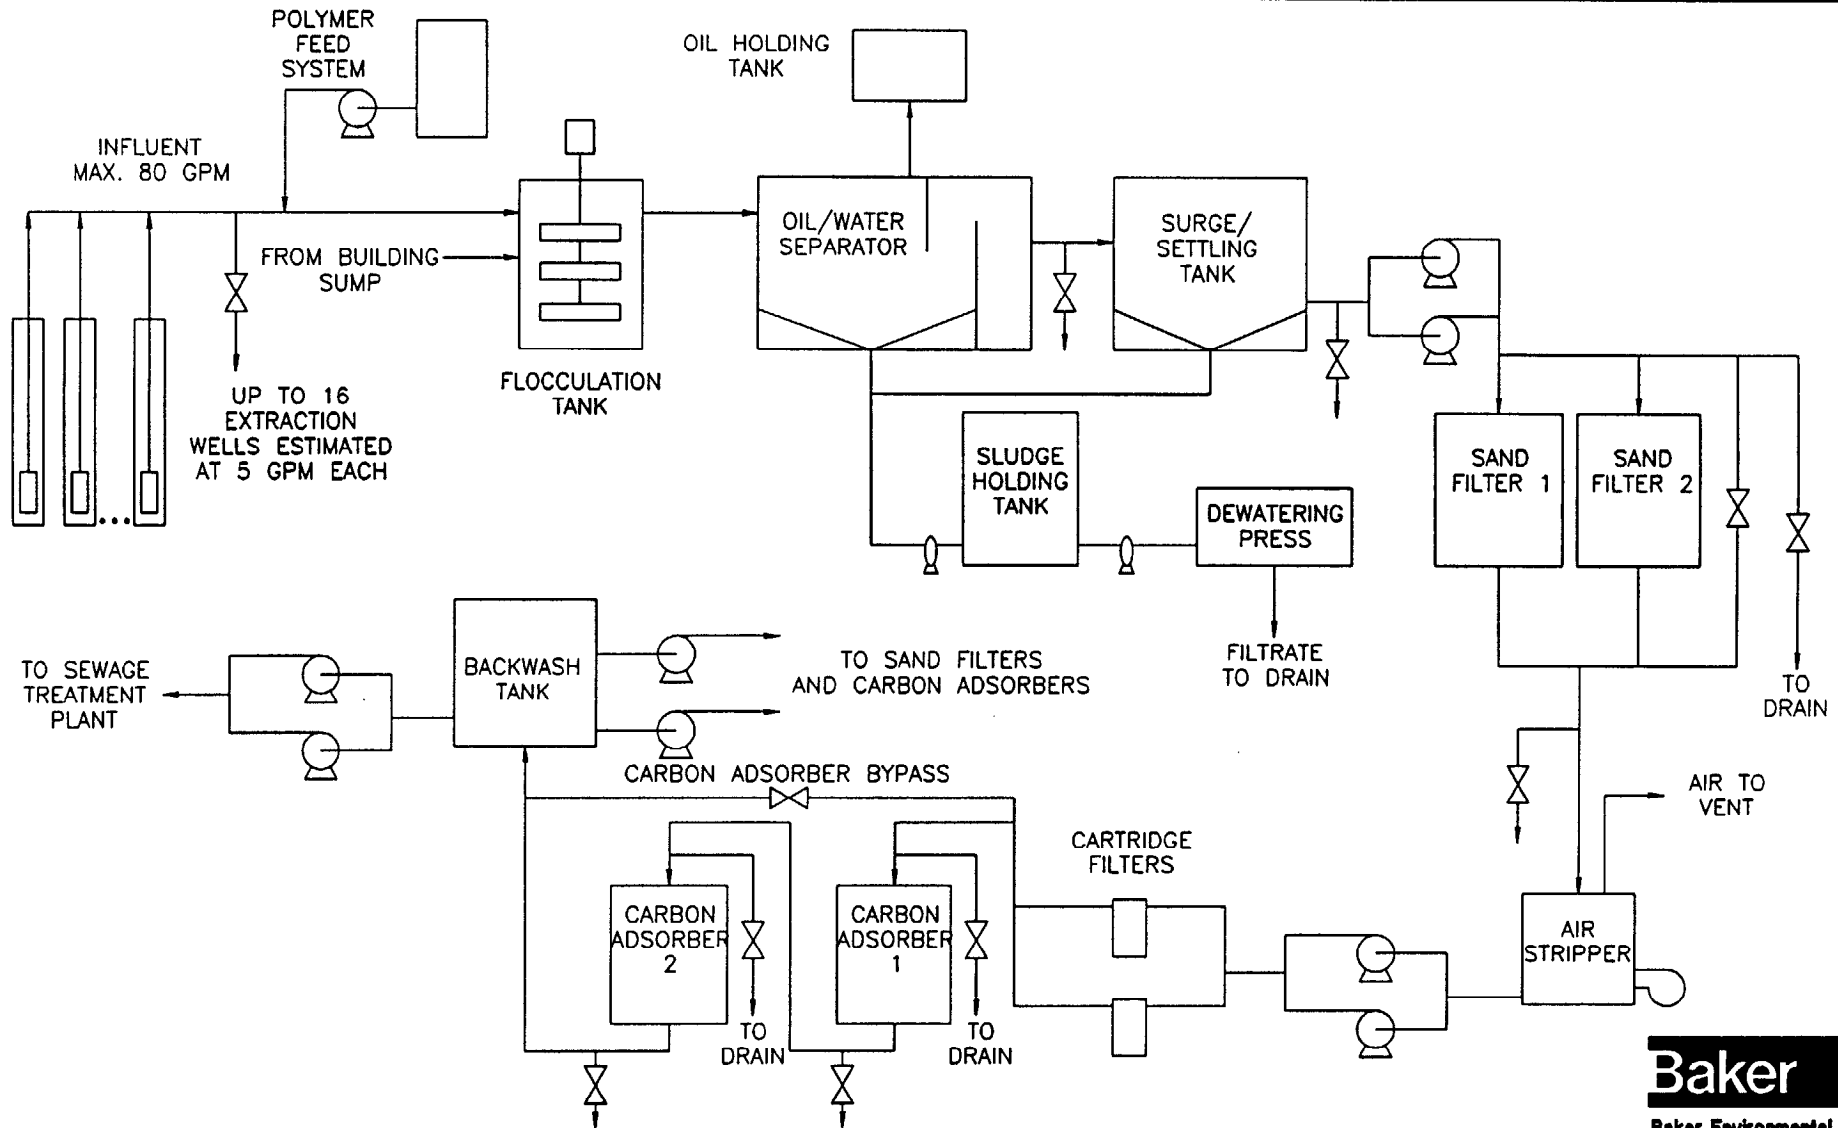 POLYMER
FEED
SYSTEM
OIL HOLDING
TANK
INFLUENT
MAX. 80 GPM
FROM BUILDING
SUMP
OIL/WATER
SEPARATOR
SURGE/
SETTLING
TANK
FLOCCULATION
TANK
UP TO 16
EXTRACTION
WELLS ESTIMATED
AT 5 GPM EACH
SLUDGE
HOLDING
TANK
DEWATERING
PRESS
SAND
FILTER 1
SAND
FILTER 2
FILTRATE
TO DRAIN
TO
DRAIN
TO SEWAGE
TREATMENT
PLANT
BACKWASH
TANK
TO SAND FILTERS
AND CARBON ADSORBERS
CARBON ADSORBER BYPASS
AIR TO
VENT
CARTRIDGE
FILTERS
CARBON
ADSORBER
2
CARBON
ADSORBER
1
AIR
STRIPPER
TO
DRAIN
TO
DRAIN
Baker
Baker Environmental